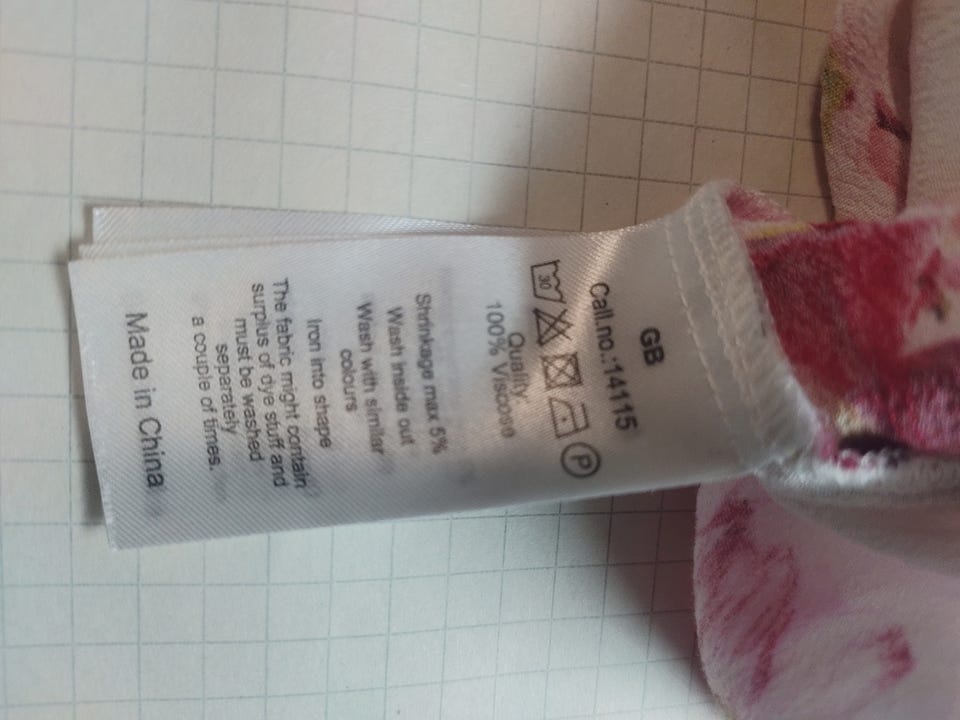 GB
Call.no.:14115
30 P
Quality
100% Viscose
Shrinkage max 5%
Wash inside out
Wash with similar
colours
Iron into shape
The fabric might contain
surplus of dye stuff and
must be washed
separately
a couple of times.
Made in China